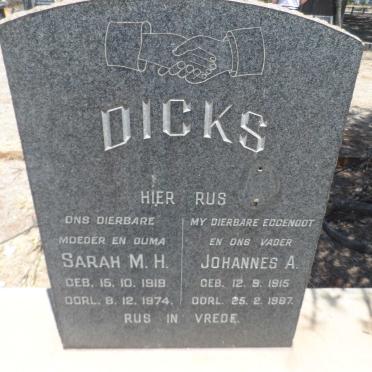 DICKS
HIER RUS
ONS DIERBARE
MOEDER EN OUMA
SARAH M. H.
GEB. 15. 10. 1919
OORL. 8. 12. 1974.
MY DIERBARE EGGENOOT
EN ONS VADER
JOHANNES A.
GEB. 12. 9. 1915
OORL. 25. 2. 1987.
RUS IN VREDE.